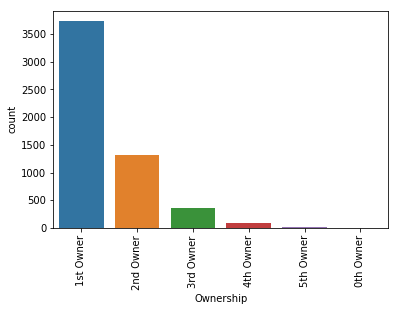 3500
3000
2500
2000
1500
1000
500
0
count
1st Owner
2nd Owner
3rd Owner
4th Owner
5th Owner
0th Owner
Ownership